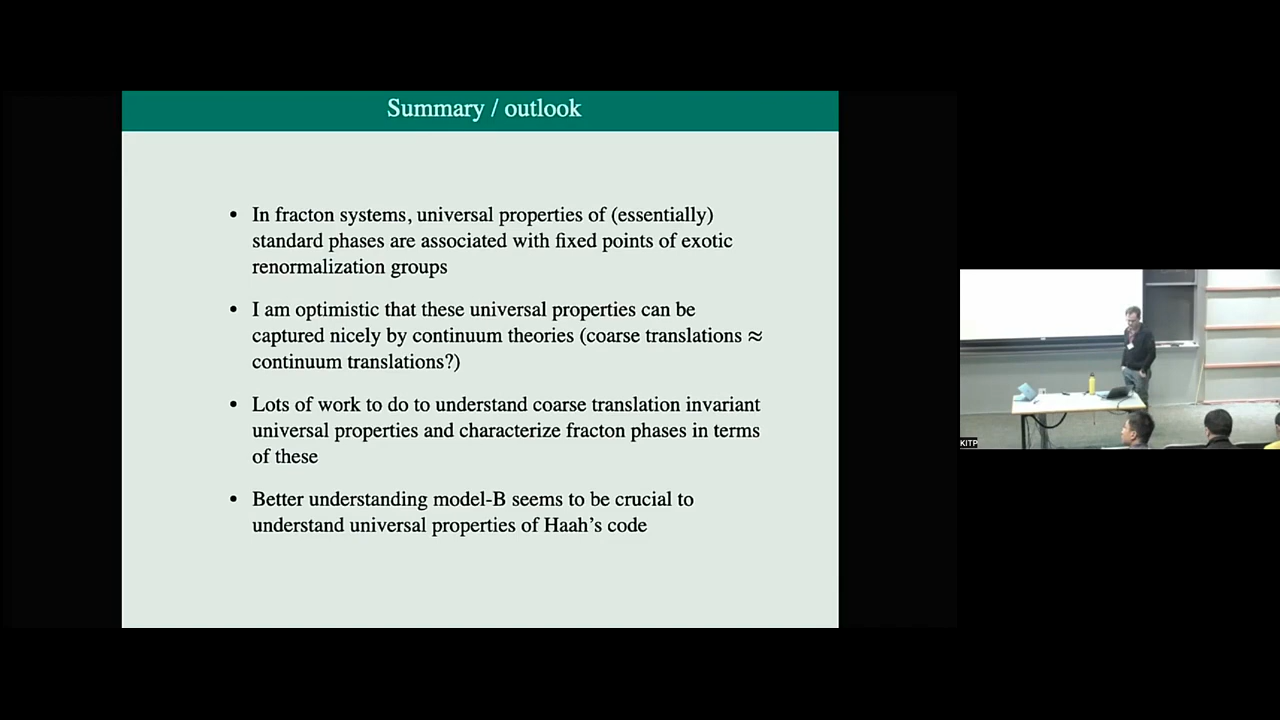 Summary / outlook
• In fracton systems, universal properties of (essentially)
standard phases are associated with fixed points of exotic
renormalization groups
• I am optimistic that these universal properties can be
captured nicely by continuum theories (coarse translations ≈
continuum translations?)
• Lots of work to do to understand coarse translation invariant
universal properties and characterize fracton phases in terms
of these
• Better understanding model-B seems to be crucial to
understand universal properties of Haah's code
KITP